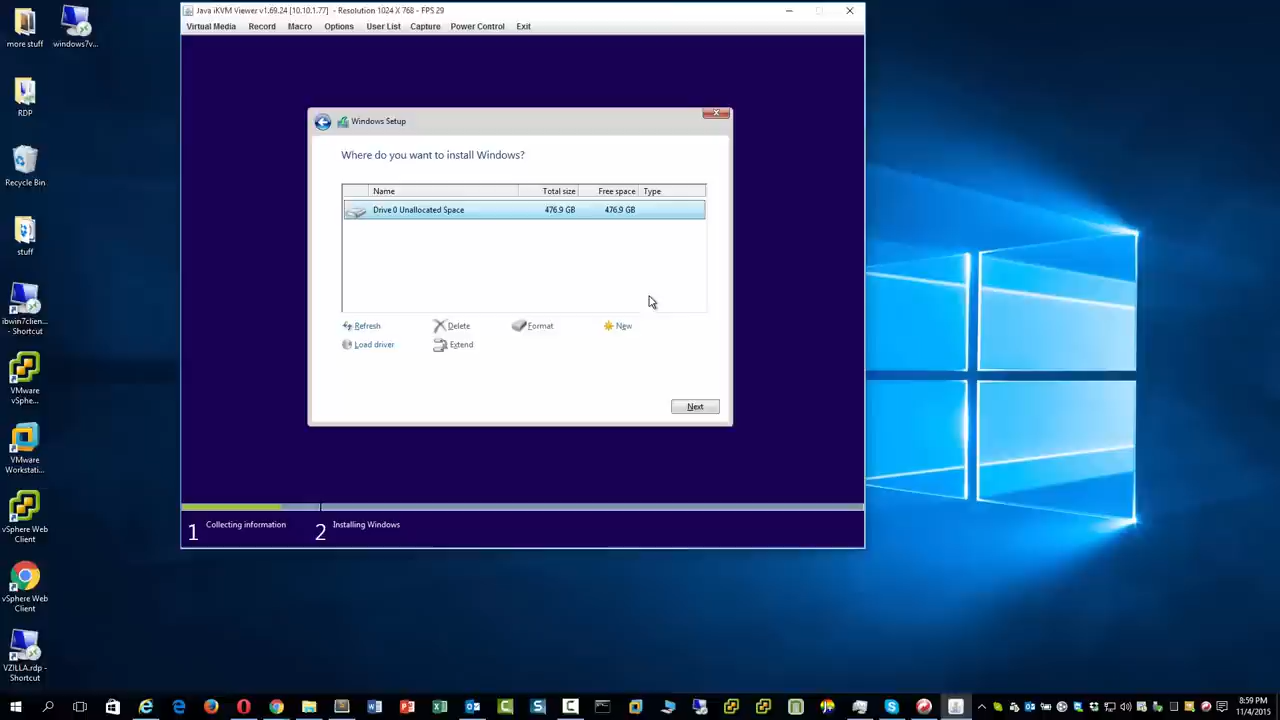 Java iKVM Viewer v1.69.24 [10.10.1.77] - Resolution 1024 X 768 - FPS 29
Virtual Media Record Macro Options User List Capture Power Control Exit
more stuff
windows7v...
RDP
Recycle Bin
stuff
ibwin7clien...
- Shortcut
VMware
vSphe...
VMware
Workstati...
vSphere Web
Client
vSphere Web
Client
VZILLA.rdp -
Shortcut
Windows Setup
Where do you want to install Windows?
Name Total size Free space Type
Drive 0 Unallocated Space 476.9 GB 476.9 GB
Refresh Delete Format New
Load driver Extend
Next
1 Collecting information 2 Installing Windows
8:59 PM
11/4/2015